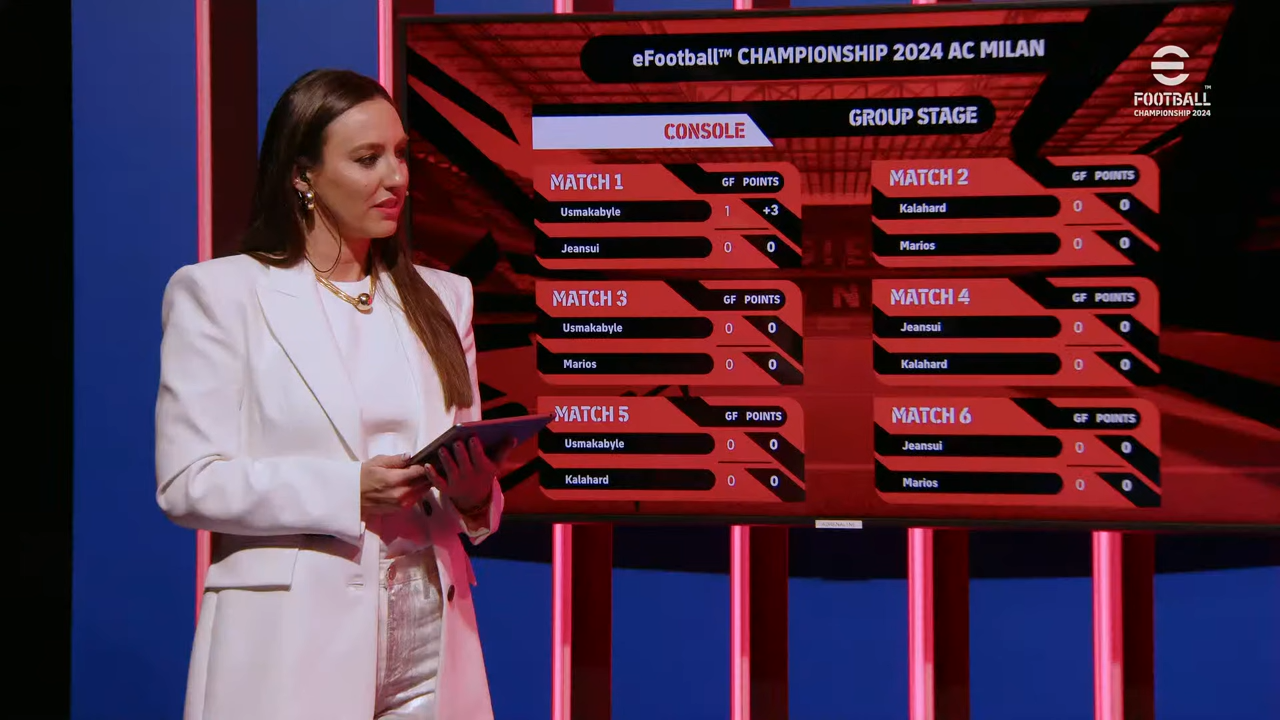 eFootball™ CHAMPIONSHIP 2024 AC MILAN
FOOTBALL™
CHAMPIONSHIP 2024
CONSOLE
GROUP STAGE
MATCH 1 GF POINTS
Usmakabyle 1 +3
Jeansui 0 0
MATCH 2 GF POINTS
Kalahard 0 0
Marios 0 0
MATCH 3 GF POINTS
Usmakabyle 0 0
Marios 0 0
MATCH 4 GF POINTS
Jeansui 0 0
Kalahard 0 0
MATCH 5 GF POINTS
Usmakabyle 0 0
Kalahard 0 0
MATCH 6 GF POINTS
Jeansui 0 0
Marios 0 0